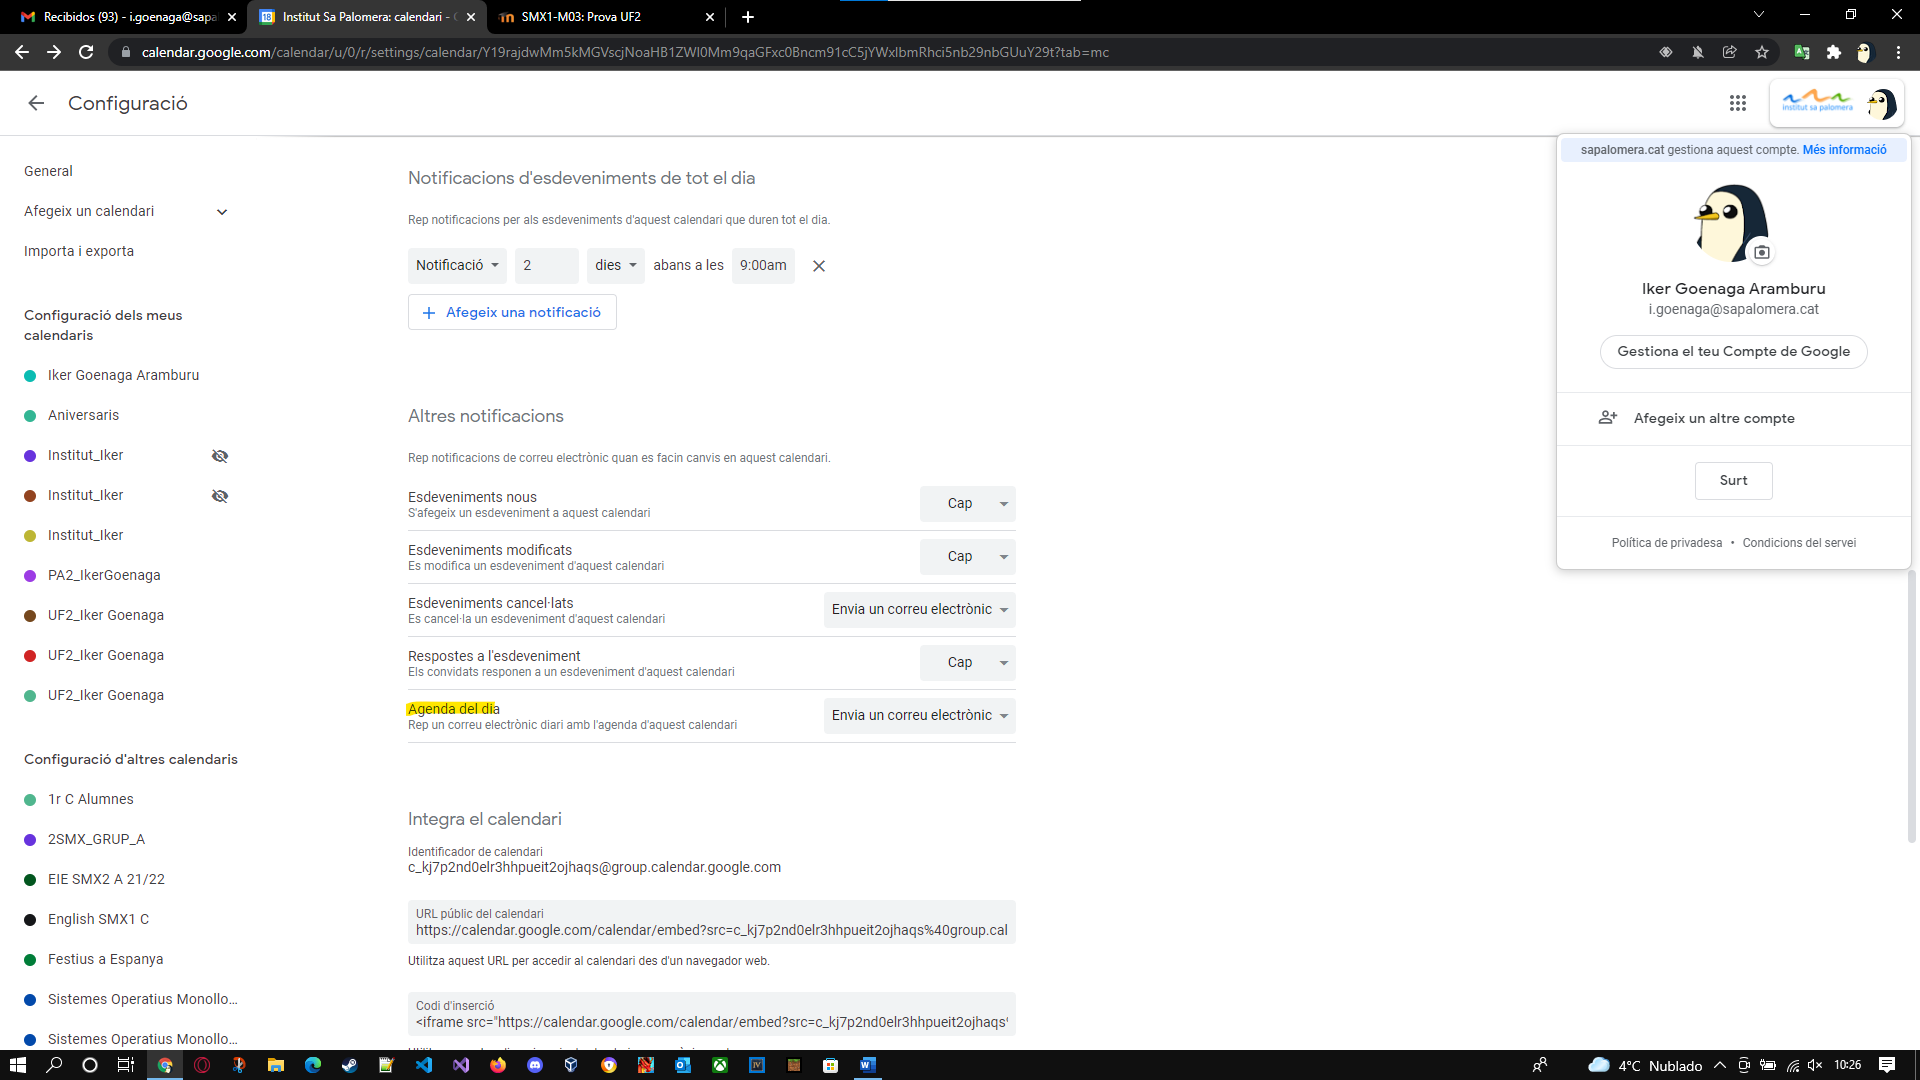 Recibidos (93) - i.goenaga@sapa
Institut Sa Palomera: calendari -
SMX1-M03: Prova UF2
calendar.google.com/calendar/u/0/r/settings/calendar/Y19rajdwMm5kMGVscjNoaHB1ZWl0Mm9qaGFxc0Bncm91cC5jYWxlbmRhci5nb29nbGUuY29t?tab=mc
Configuració
institut sa palomera
General
Afegeix un calendari
Importa i exporta
Configuració dels meus
calendaris
Iker Goenaga Aramburu
Aniversaris
Institut_Iker
Institut_Iker
Institut_Iker
PA2_IkerGoenaga
UF2_Iker Goenaga
UF2_Iker Goenaga
UF2_Iker Goenaga
Configuració d'altres calendaris
1r C Alumnes
2SMX_GRUP_A
EIE SMX2 A 21/22
English SMX1 C
Festius a Espanya
Sistemes Operatius Monollo...
Sistemes Operatius Monollo...
Notificacions d'esdeveniments de tot el dia
Rep notificacions per als esdeveniments d'aquest calendari que duren tot el dia.
Notificació 2 dies abans a les 9:00am
Afegeix una notificació
Altres notificacions
Rep notificacions de correu electrònic quan es facin canvis en aquest calendari.
Esdeveniments nous
S'afegeix un esdeveniment a aquest calendari
Cap
Esdeveniments modificats
Es modifica un esdeveniment d'aquest calendari
Cap
Esdeveniments cancel·lats
Es cancel·la un esdeveniment d'aquest calendari
Envia un correu electrònic
Respostes a l'esdeveniment
Els convidats responen a un esdeveniment d'aquest calendari
Cap
Agenda del dia
Rep un correu electrònic diari amb l'agenda d'aquest calendari
Envia un correu electrònic
Integra el calendari
Identificador de calendari
c_kj7p2nd0elr3hhpueit2ojhaqs@group.calendar.google.com
URL públic del calendari
https://calendar.google.com/calendar/embed?src=c_kj7p2nd0elr3hhpueit2ojhaqs%40group.cal
Utilitza aquest URL per accedir al calendari des d'un navegador web.
Codi d'inserció
<iframe src="https://calendar.google.com/calendar/embed?src=c_kj7p2nd0elr3hhpueit2ojhaqs
sapalomera.cat gestiona aquest compte. Més informació
Iker Goenaga Aramburu
i.goenaga@sapalomera.cat
Gestiona el teu Compte de Google
Afegeix un altre compte
Surt
Política de privadesa • Condicions del servei
4°C Nublado
10:26